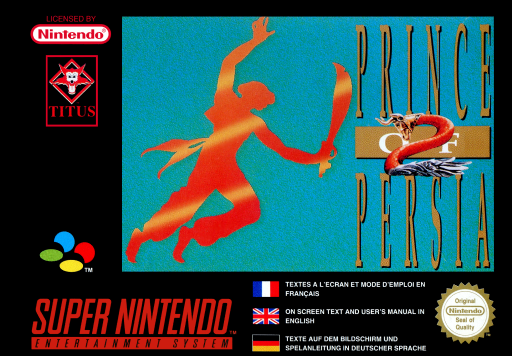 LICENSED BY
Nintendo
TITUS
PRINCE
OF
2
PERSIA
TM
SUPER NINTENDO
TM
ENTERTAINMENT SYSTEM
TEXTES A L'ECRAN ET MODE D'EMPLOI EN
FRANÇAIS
ON SCREEN TEXT AND USER'S MANUAL IN
ENGLISH
TEXTE AUF DEM BILDSCHIRM UND
SPELANLEITUNG IN DEUTSCHER SPRACHE
Original
Nintendo
Seal of
Quality